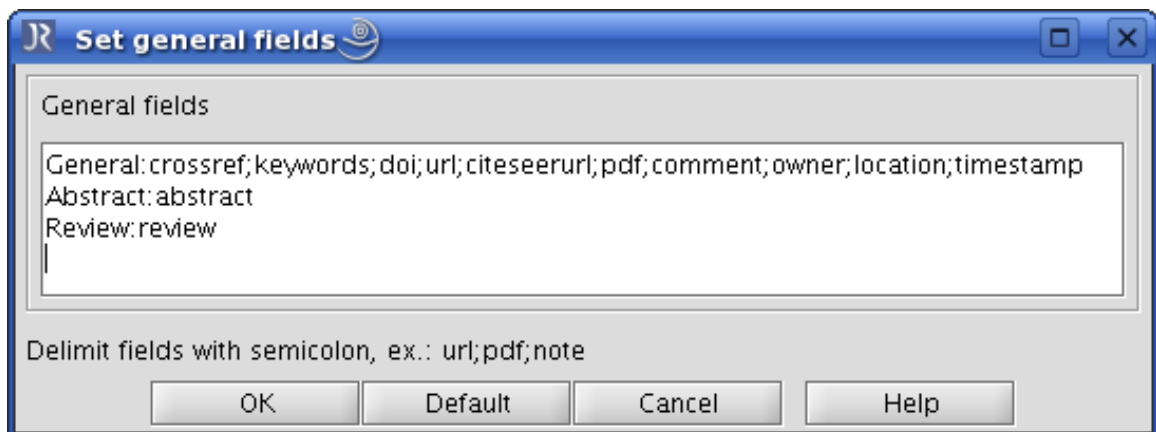 JR Set general fields
General fields
General:crossref;keywords;doi;url;citeseerurl;pdf;comment;owner;location;timestamp
Abstract:abstract
Review:review
Delimit fields with semicolon, ex.: url;pdf;note
OK Default Cancel Help